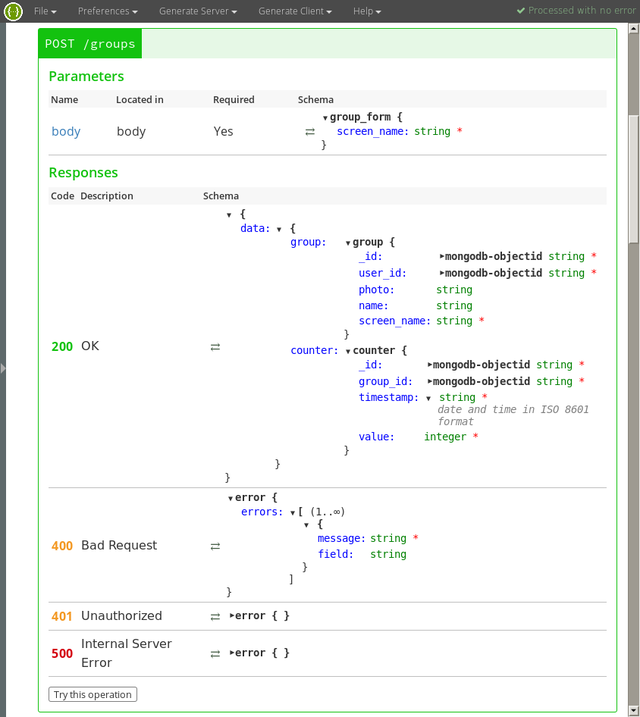 {··} File ▾ Preferences ▾ Generate Server ▾ Generate Client ▾ Help ▾ ✔ Processed with no error
POST /groups
Parameters
Name Located in Required Schema
body body Yes ⇄ ▾group_form {
screen_name: string *
}
Responses
Code Description Schema
▾ {
data: ▾ {
group: ▾group {
_id: ▸mongodb-objectid string *
user_id: ▸mongodb-objectid string *
photo: string
name: string
screen_name: string *
}
200 OK ⇄ counter: ▾counter {
_id: ▸mongodb-objectid string *
group_id: ▸mongodb-objectid string *
timestamp: ▾ string *
date and time in ISO 8601
format
value: integer *
}
}
}
▾error {
errors: ▾[ (1..∞)
▾ {
message: string *
400 Bad Request ⇄ field: string
}
]
}
401 Unauthorized ⇄ ▸error { }
500 Internal Server
Error ⇄ ▸error { }
Try this operation